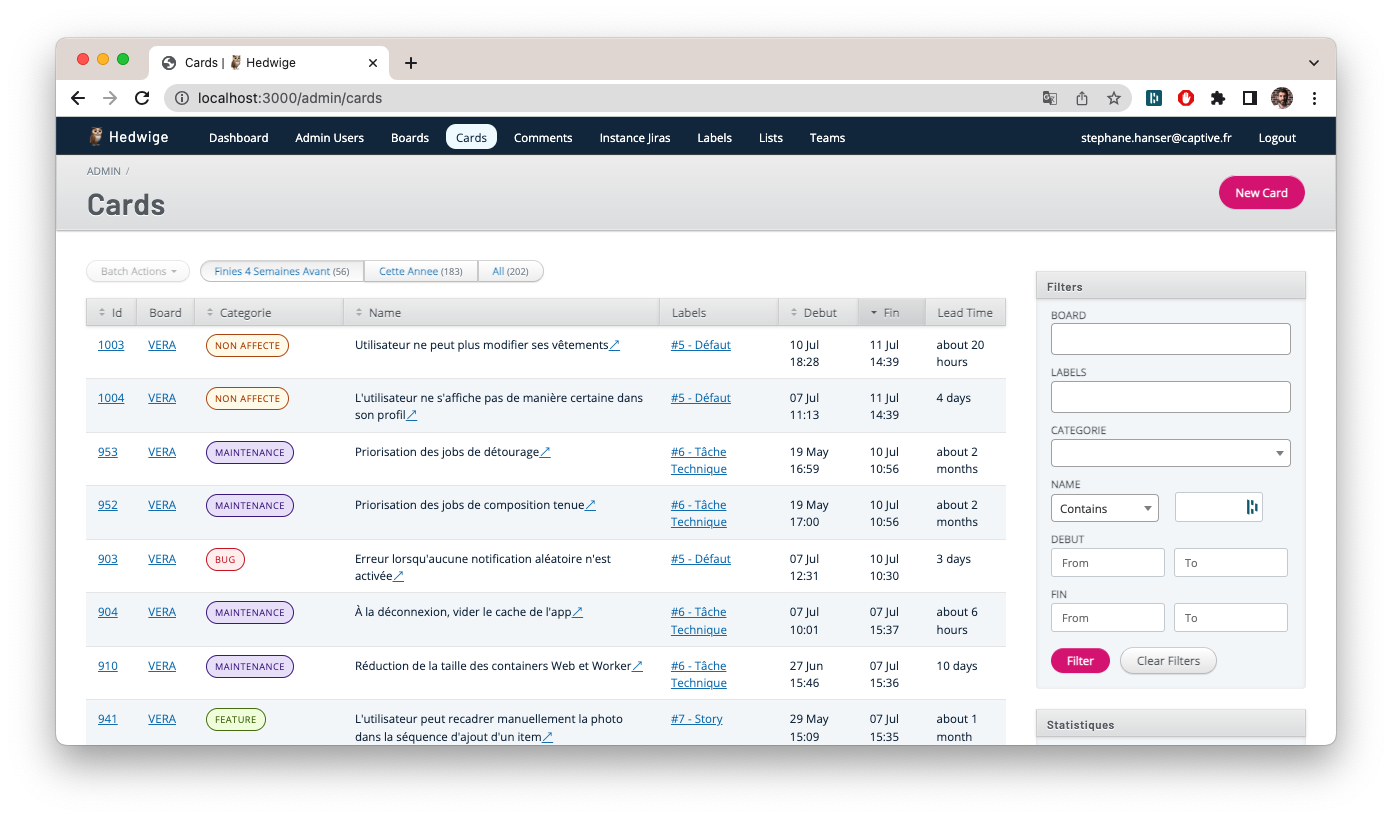 Cards | Hedwige
localhost:3000/admin/cards
Hedwige Dashboard Admin Users Boards Cards Comments Instance Jiras Labels Lists Teams stephane.hanser@captive.fr Logout
ADMIN /
Cards
New Card
Batch Actions Finies 4 Semaines Avant (56) Cette Annee (183) All (202)
Id Board Categorie Name Labels Debut Fin Lead Time
1003 VERA NON AFFECTE Utilisateur ne peut plus modifier ses vêtements↗ #5 - Défaut 10 Jul 11 Jul about 20
18:28 14:39 hours
1004 VERA NON AFFECTE L'utilisateur ne s'affiche pas de manière certaine dans #5 - Défaut 07 Jul 11 Jul 4 days
son profil↗ 11:13 14:39
953 VERA MAINTENANCE Priorisation des jobs de détourage↗ #6 - Tâche 19 May 10 Jul about 2
Technique 16:59 10:56 months
952 VERA MAINTENANCE Priorisation des jobs de composition tenue↗ #6 - Tâche 19 May 10 Jul about 2
Technique 17:00 10:56 months
903 VERA BUG Erreur lorsqu'aucune notification aléatoire n'est #5 - Défaut 07 Jul 10 Jul 3 days
activée↗ 12:31 10:30
904 VERA MAINTENANCE À la déconnexion, vider le cache de l'app↗ #6 - Tâche 07 Jul 07 Jul about 6
Technique 10:01 15:37 hours
910 VERA MAINTENANCE Réduction de la taille des containers Web et Worker↗ #6 - Tâche 27 Jun 07 Jul 10 days
Technique 15:46 15:36
941 VERA FEATURE L'utilisateur peut recadrer manuellement la photo #7 - Story 29 May 07 Jul about 1
dans la séquence d'ajout d'un item↗ 15:09 15:35 month
Filters
BOARD
LABELS
CATEGORIE
NAME
Contains
DEBUT
From To
FIN
From To
Filter Clear Filters
Statistiques